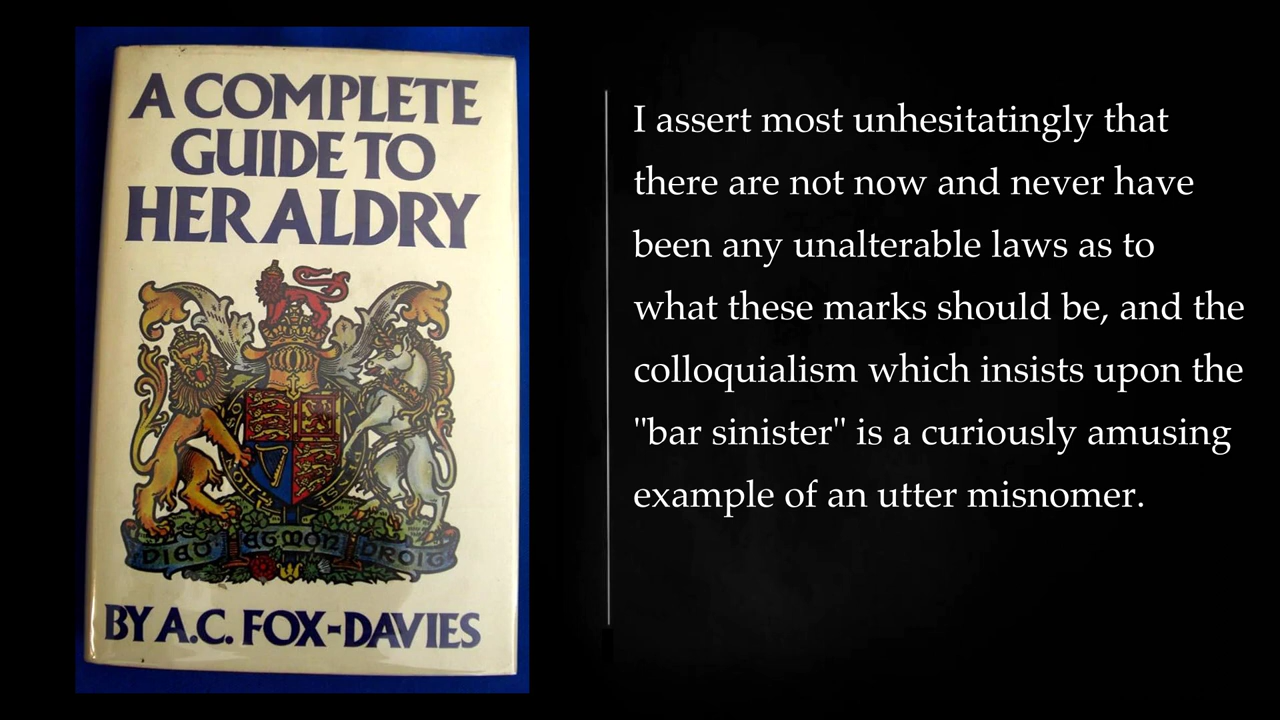 A COMPLETE
GUIDE TO
HERALDRY
DIEU ET MON DROIT
BY A.C. FOX-DAVIES
I assert most unhesitatingly that
there are not now and never have
been any unalterable laws as to
what these marks should be, and the
colloquialism which insists upon the
"bar sinister" is a curiously amusing
example of an utter misnomer.